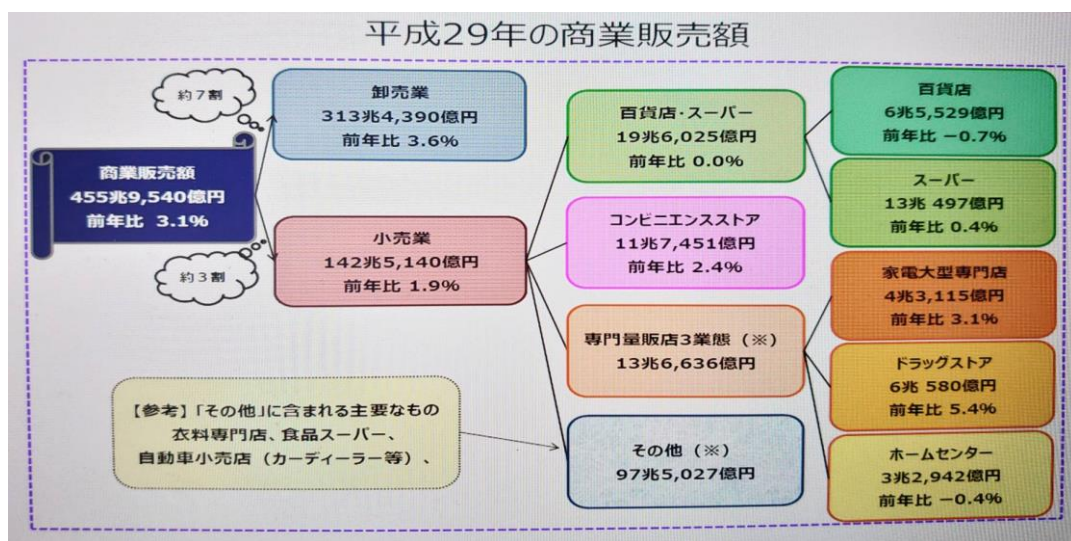 平成29年の商業販売額
約7割
商業販売額
455兆9,540億円
前年比 3.1%
約3割
卸売業
313兆4,390億円
前年比 3.6%
小売業
142兆5,140億円
前年比 1.9%
百貨店・スーパー
19兆6,025億円
前年比 0.0%
コンビニエンスストア
11兆7,451億円
前年比 2.4%
専門量販店3業態（※）
13兆6,636億円
その他（※）
97兆5,027億円
百貨店
6兆5,529億円
前年比 −0.7%
スーパー
13兆 497億円
前年比 0.4%
家電大型専門店
4兆3,115億円
前年比 3.1%
ドラッグストア
6兆 580億円
前年比 5.4%
ホームセンター
3兆2,942億円
前年比 −0.4%
【参考】「その他」に含まれる主要なもの
衣料専門店、食品スーパー、
自動車小売店（カーディーラー等）、